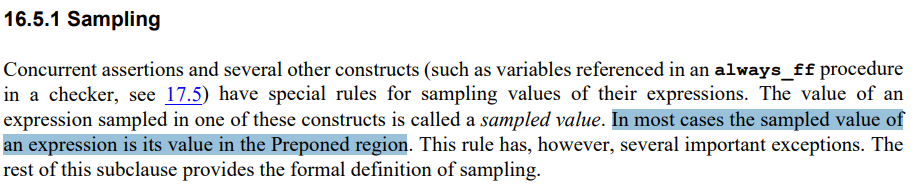 16.5.1 Sampling
Concurrent assertions and several other constructs (such as variables referenced in an always_ff procedure
in a checker, see 17.5) have special rules for sampling values of their expressions. The value of an
expression sampled in one of these constructs is called a sampled value. In most cases the sampled value of
an expression is its value in the Preponed region. This rule has, however, several important exceptions. The
rest of this subclause provides the formal definition of sampling.